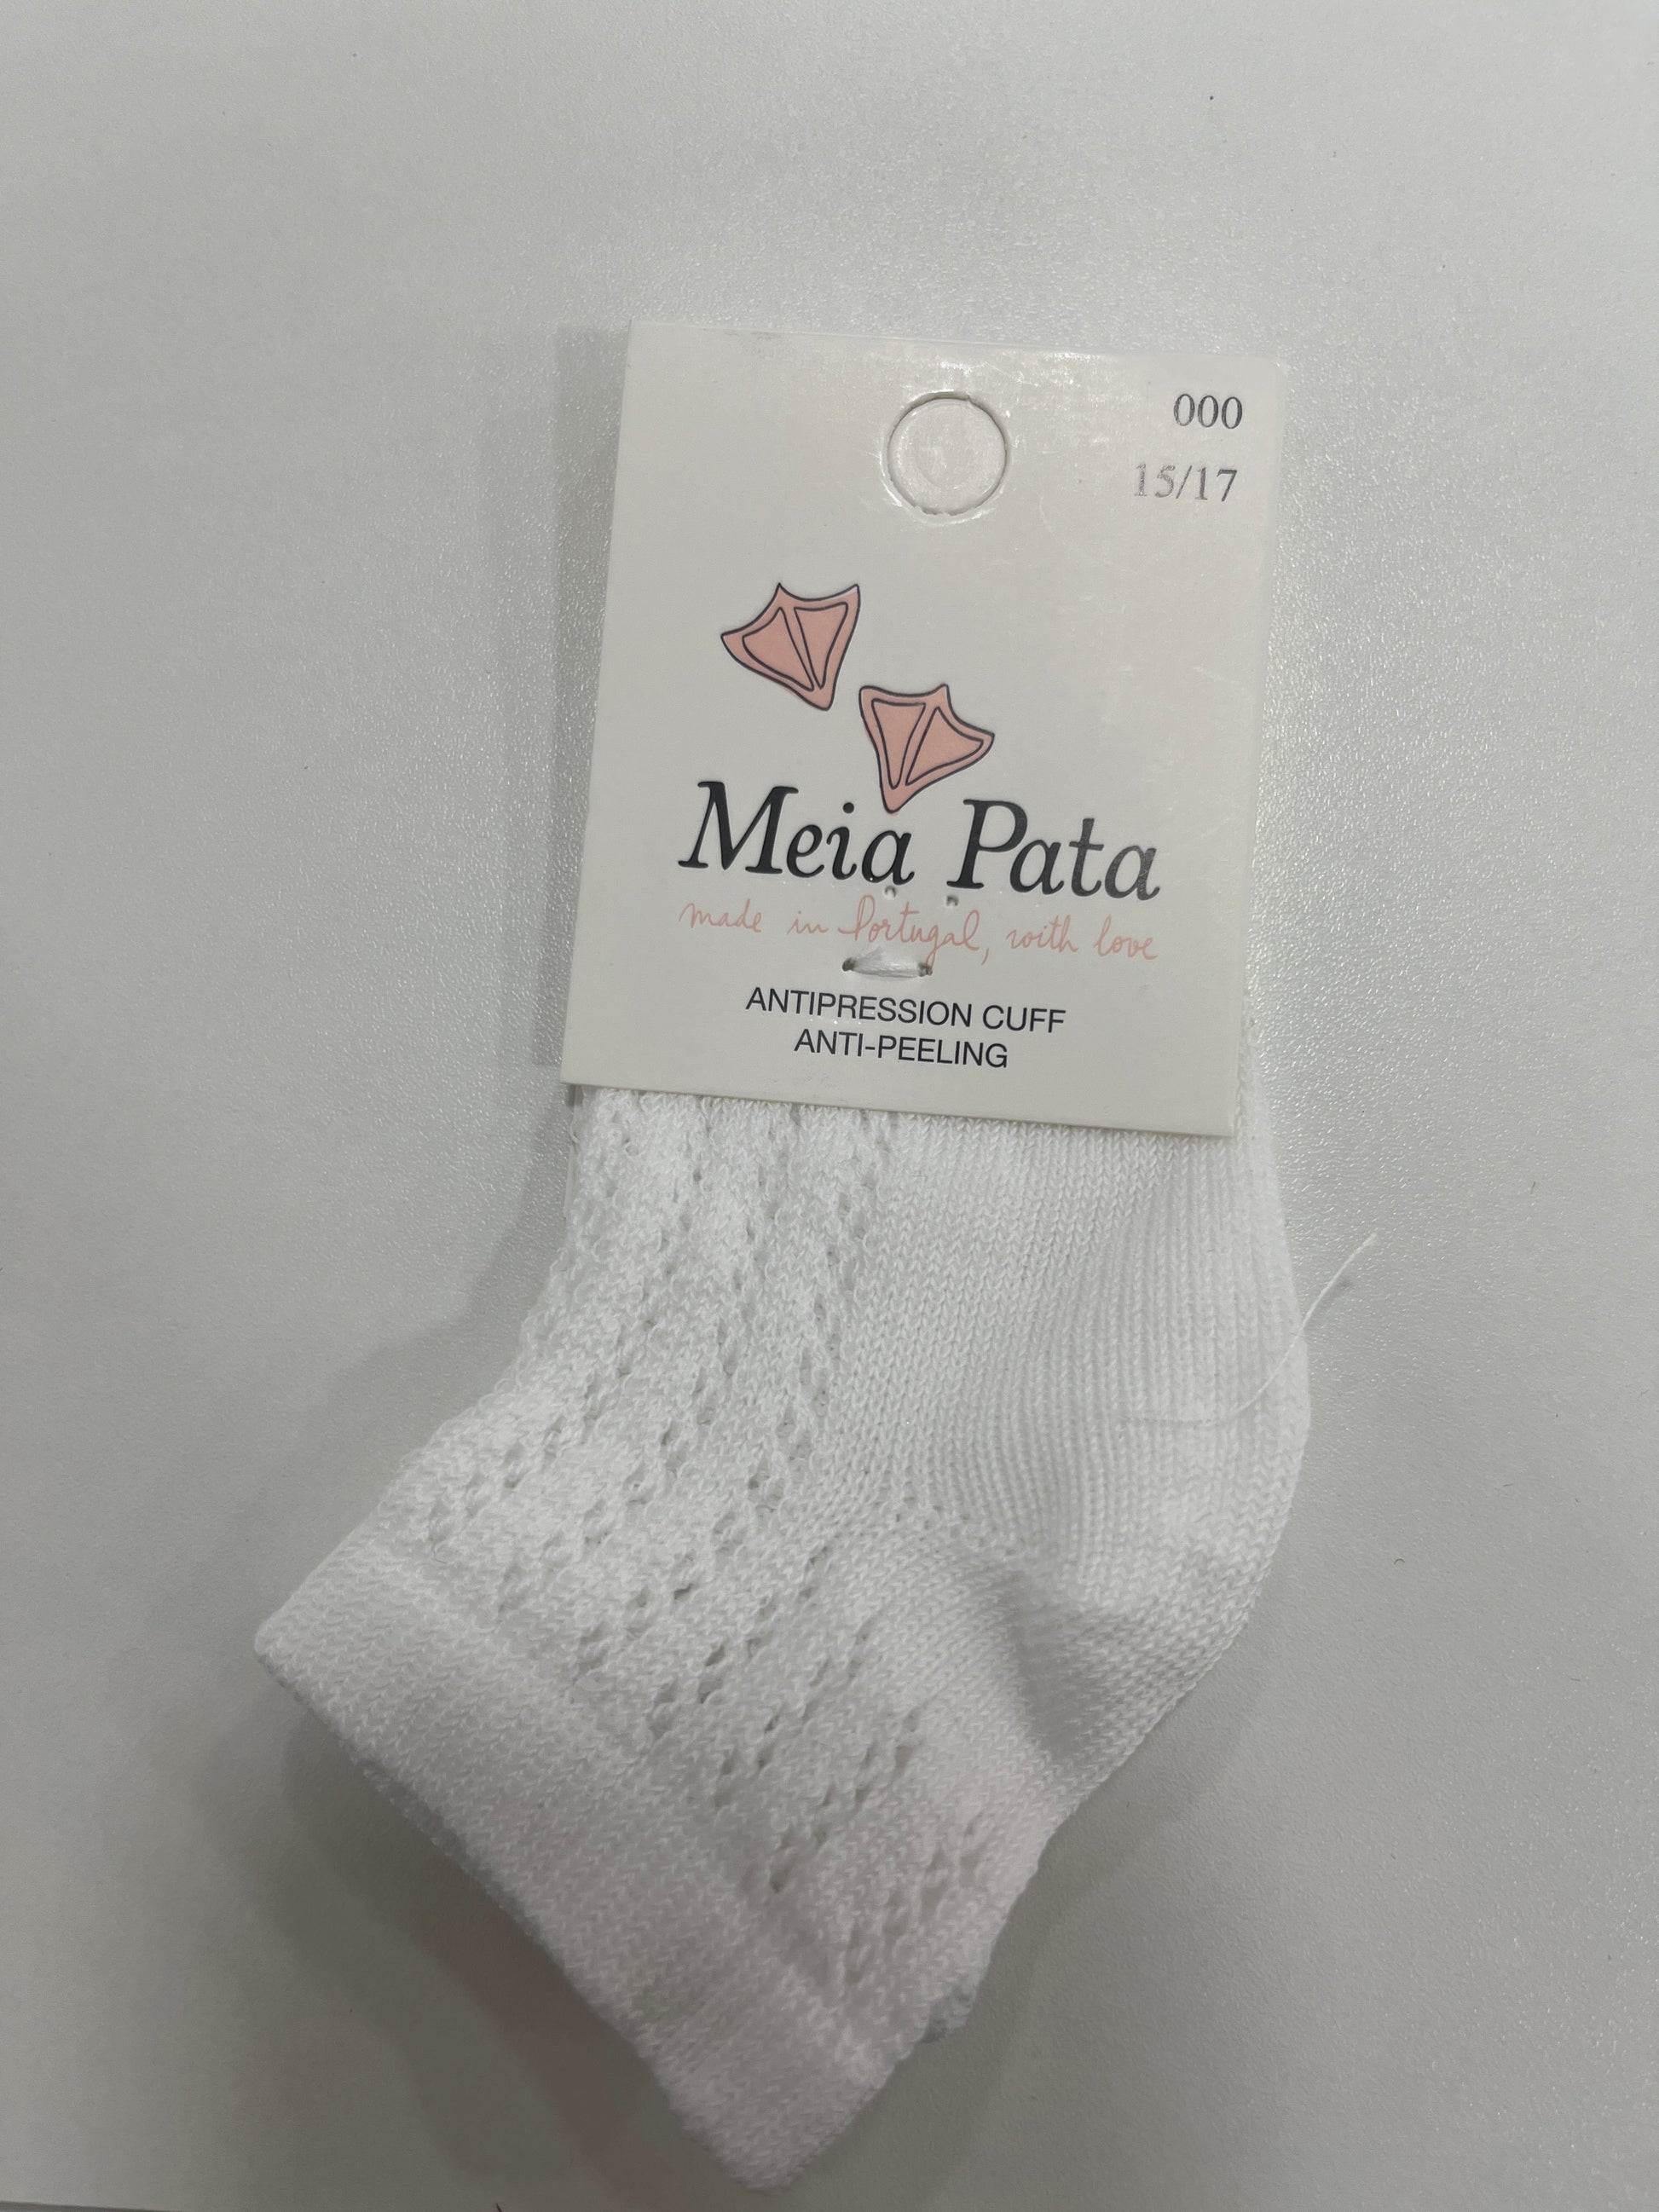 000
15/17
Meia Pata
made in Portugal, with love
ANTIPRESSION CUFF
ANTI-PEELING